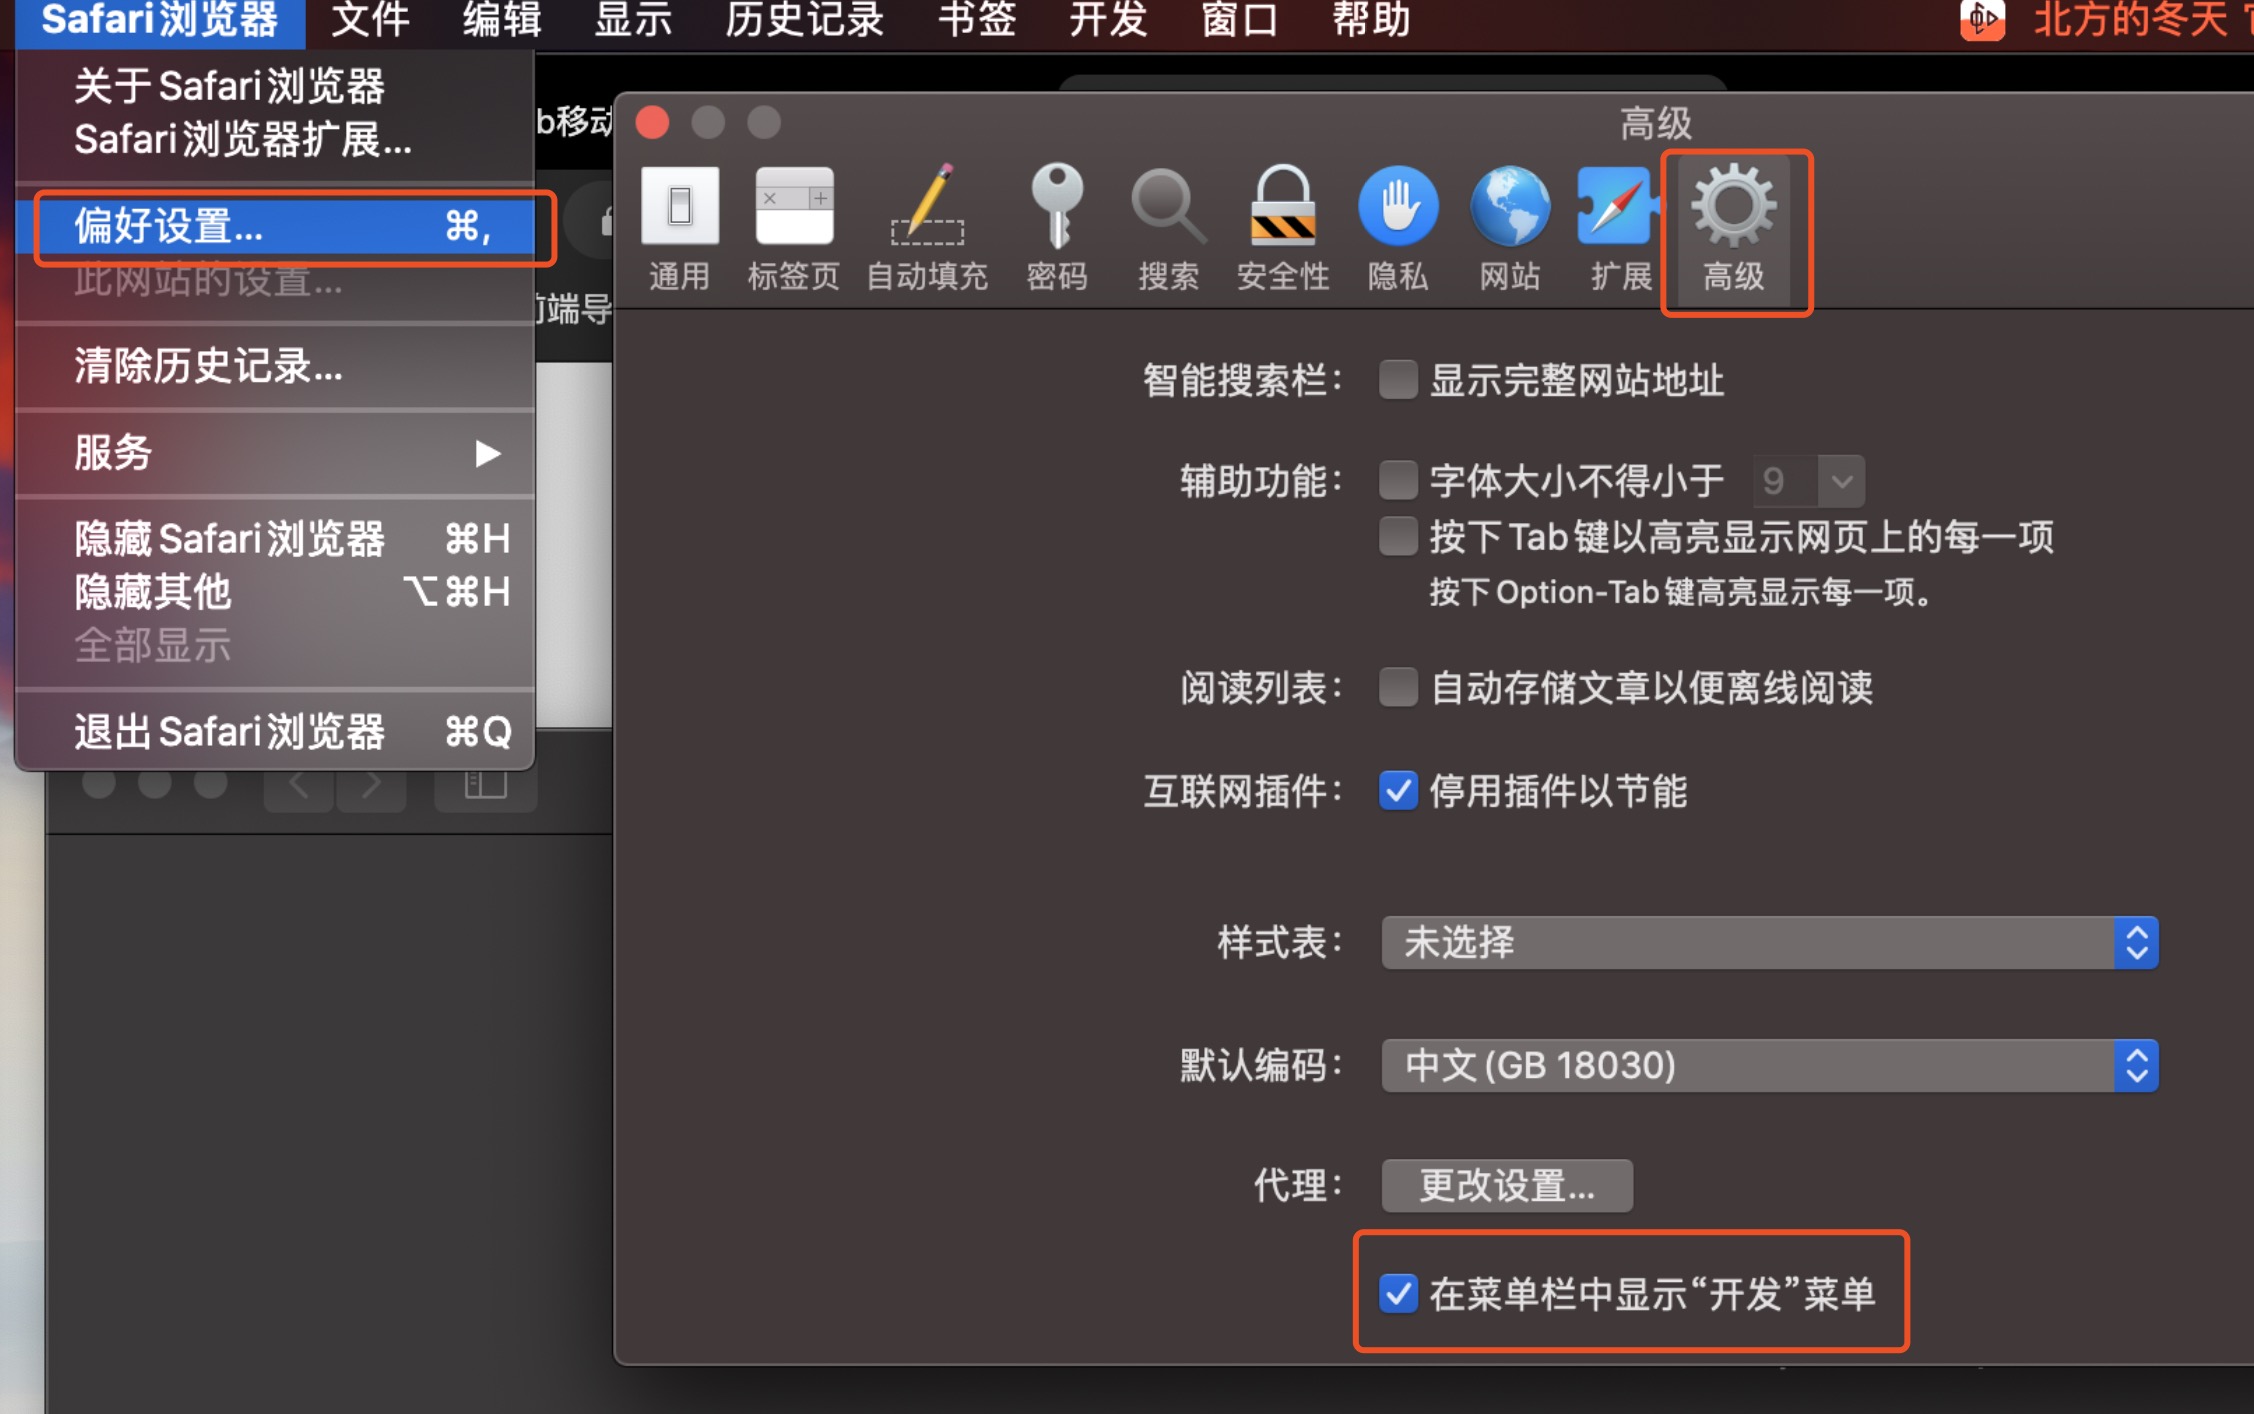 Safari浏览器 文件 编辑 显示 历史记录 书签 开发 窗口 帮助 北方的冬天
关于Safari浏览器
Safari浏览器扩展...
偏好设置... ⌘,
此网站的设置...
清除历史记录...
服务 ▶
隐藏Safari浏览器 ⌘H
隐藏其他 ⌥⌘H
全部显示
退出Safari浏览器 ⌘Q
b移动
前端导
高级
通用 标签页 自动填充 密码 搜索 安全性 隐私 网站 扩展 高级
智能搜索栏： 显示完整网站地址
辅助功能： 字体大小不得小于 9
按下Tab键以高亮显示网页上的每一项
按下Option-Tab键高亮显示每一项。
阅读列表： 自动存储文章以便离线阅读
互联网插件： 停用插件以节能
样式表： 未选择
默认编码： 中文(GB 18030)
代理： 更改设置...
在菜单栏中显示“开发”菜单